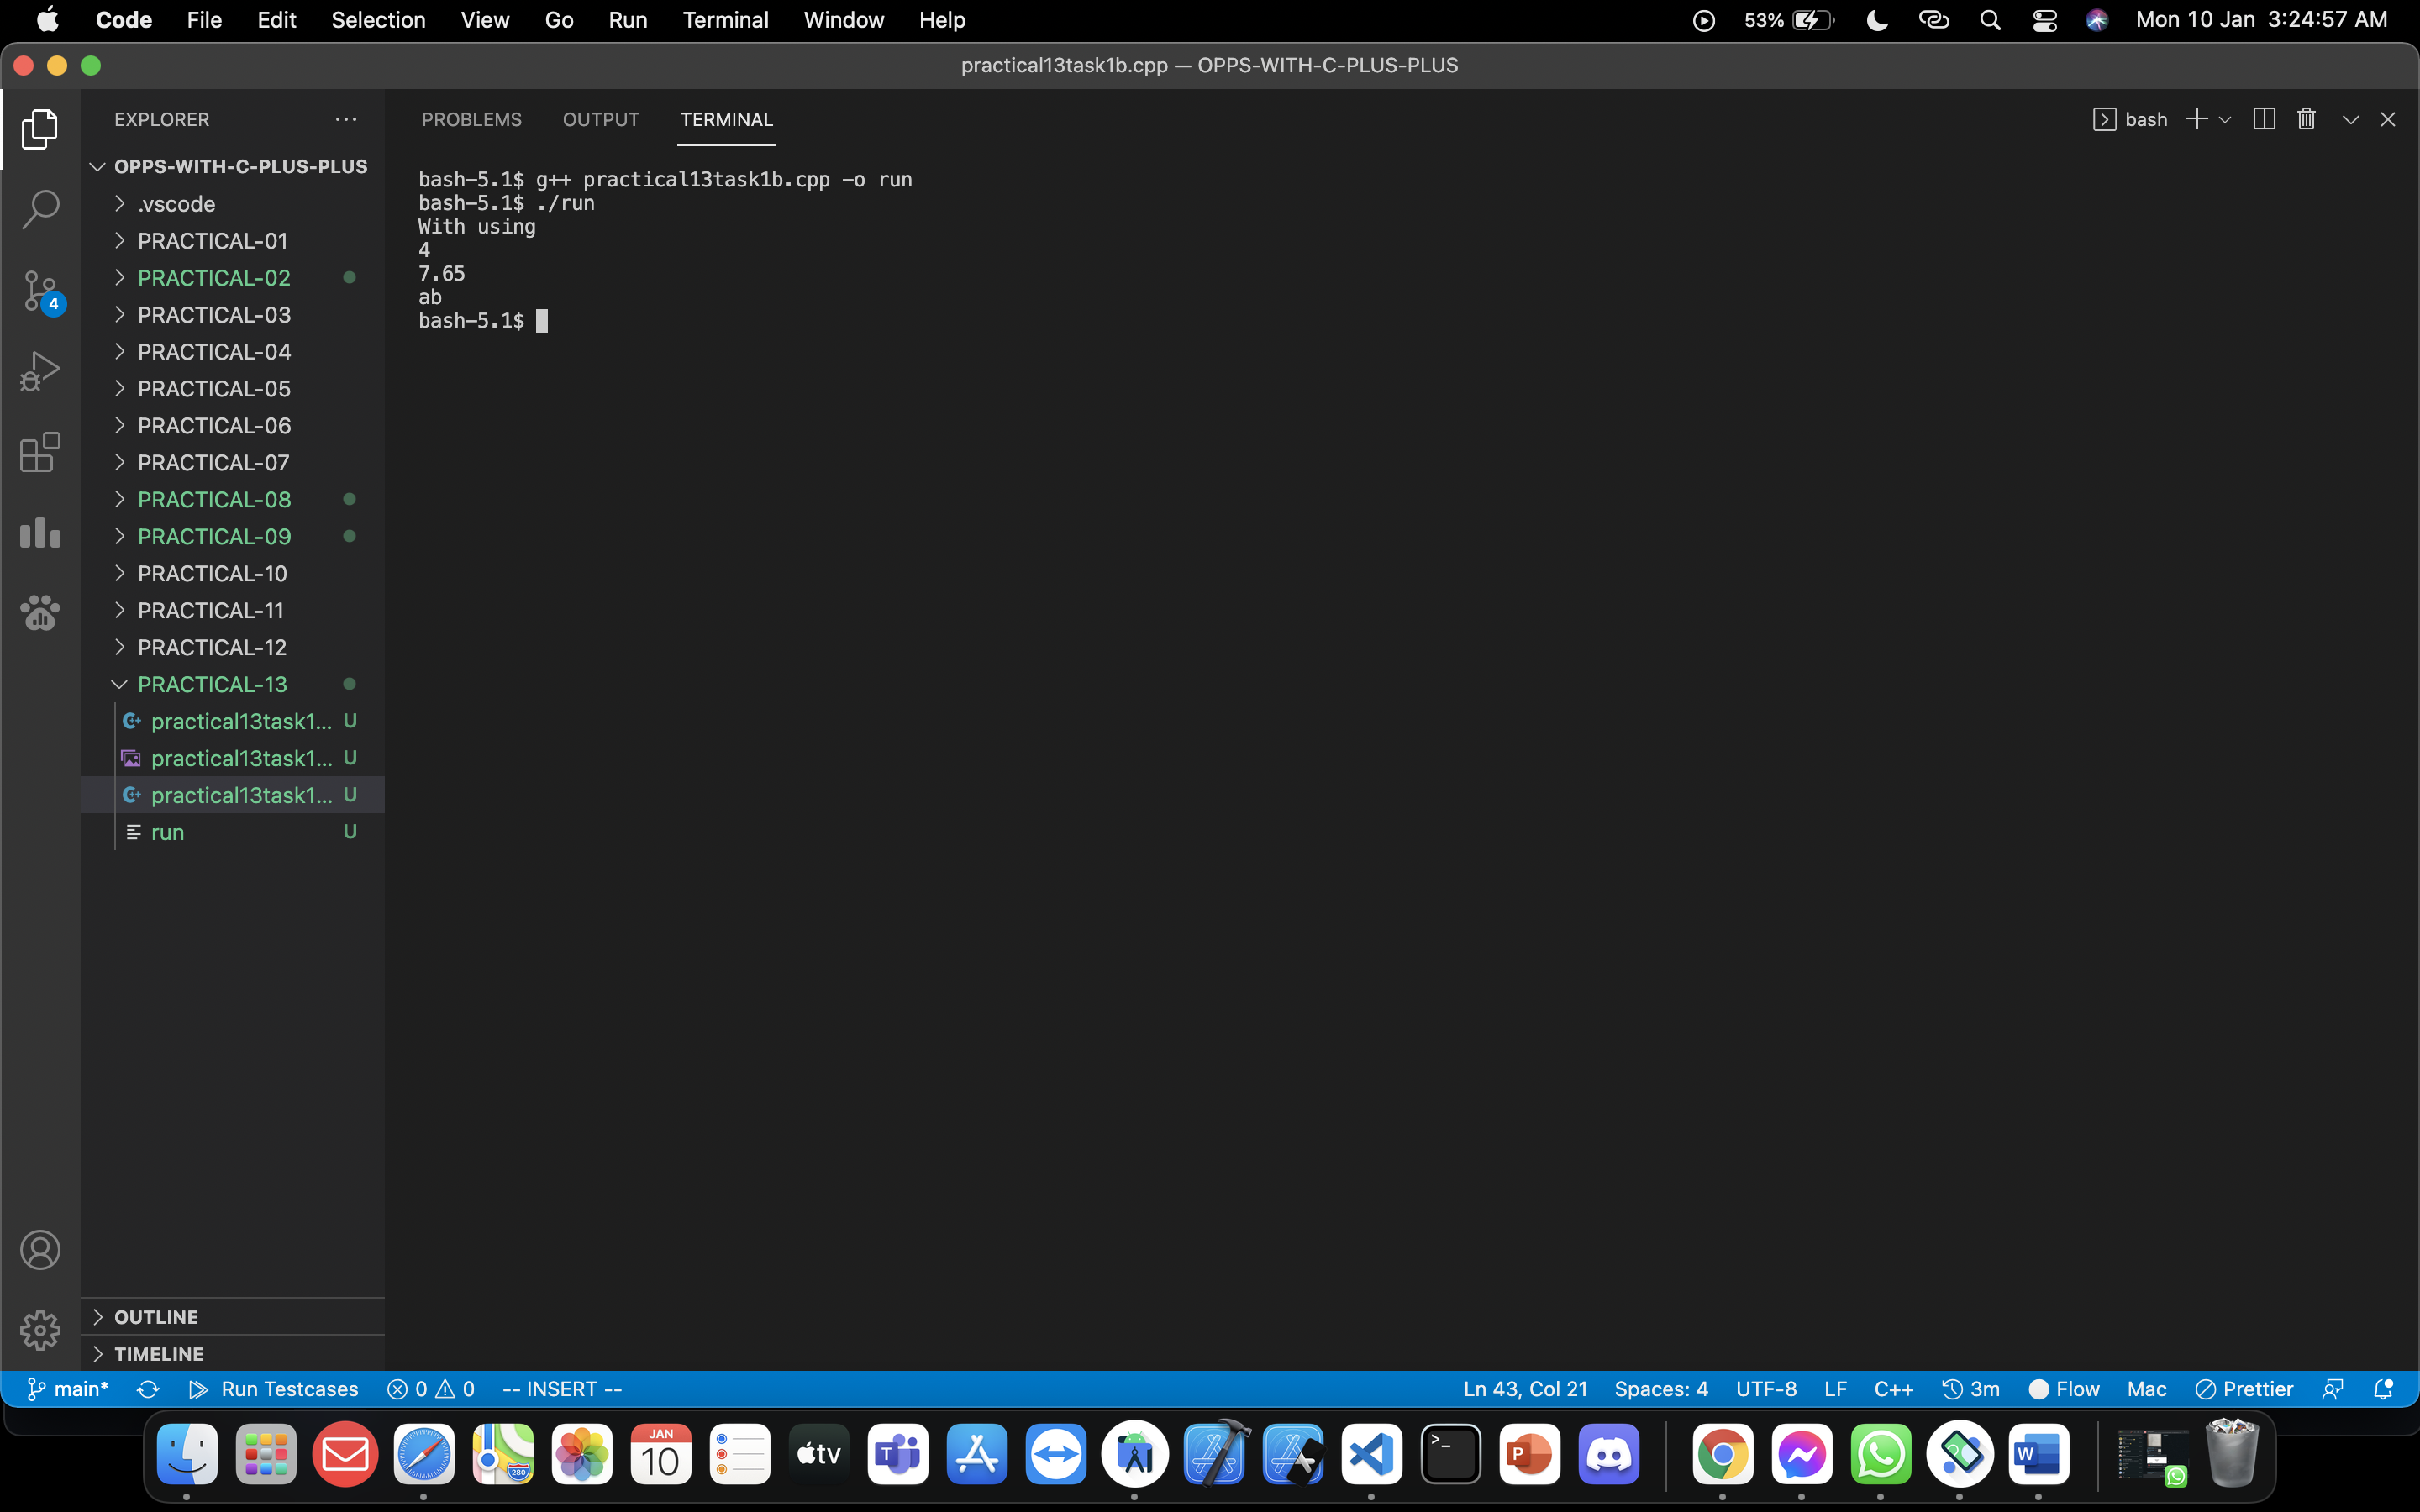 Code File Edit Selection View Go Run Terminal Window Help 53% Mon 10 Jan 3:24:57 AM
practical13task1b.cpp — OPPS-WITH-C-PLUS-PLUS
EXPLORER ...
PROBLEMS OUTPUT TERMINAL
bash
OPPS-WITH-C-PLUS-PLUS
.vscode
PRACTICAL-01
PRACTICAL-02
PRACTICAL-03
PRACTICAL-04
PRACTICAL-05
PRACTICAL-06
PRACTICAL-07
PRACTICAL-08
PRACTICAL-09
PRACTICAL-10
PRACTICAL-11
PRACTICAL-12
PRACTICAL-13
practical13task1... U
practical13task1... U
practical13task1... U
run U
4
bash-5.1$ g++ practical13task1b.cpp -o run
bash-5.1$ ./run
With using
4
7.65
ab
bash-5.1$
OUTLINE
TIMELINE
main* Run Testcases 0 0 -- INSERT -- Ln 43, Col 21 Spaces: 4 UTF-8 LF C++ 3m Flow Mac Prettier
JAN
10
tv
T
280
>_
P
W